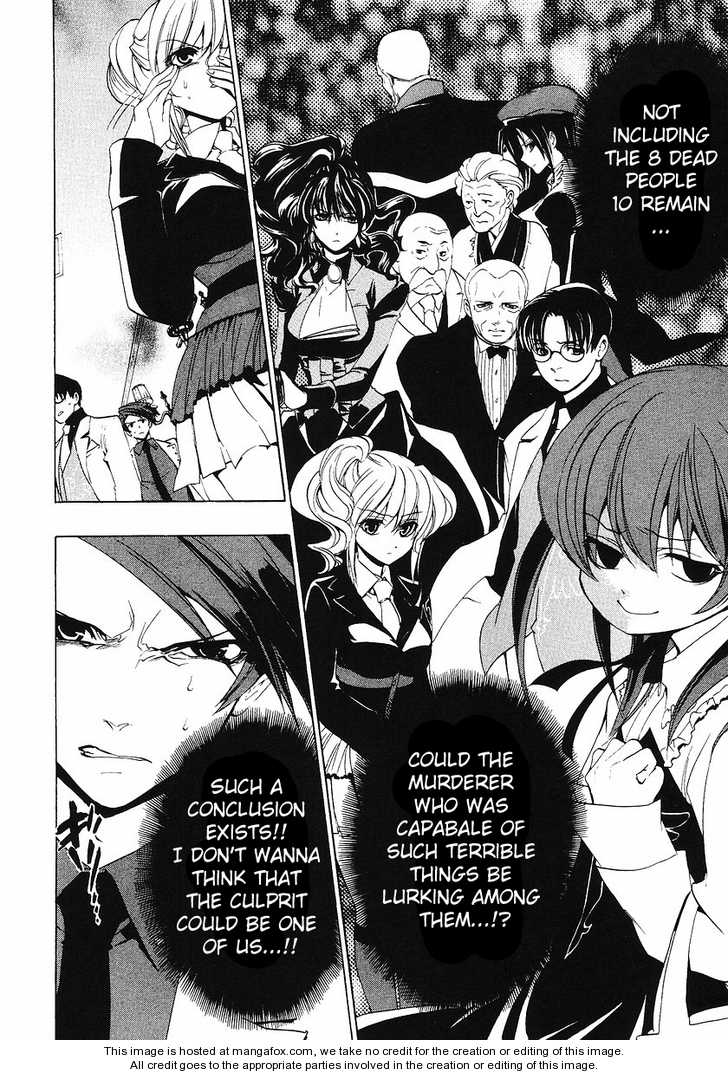 NOT
INCLUDING
THE 8 DEAD
PEOPLE
10 REMAIN
...
COULD THE
MURDERER
WHO WAS
CAPABALE OF
SUCH TERRIBLE
THINGS BE
LURKING AMONG
THEM...!?
SUCH A
CONCLUSION
EXISTS!!
I DON'T WANNA
THINK THAT
THE CULPRIT
COULD BE ONE
OF US...!!
This image is hosted at mangafox.com, we take no credit for the creation or editing of this image.
All credit goes to the appropriate parties involved in the creation or editing of this image.